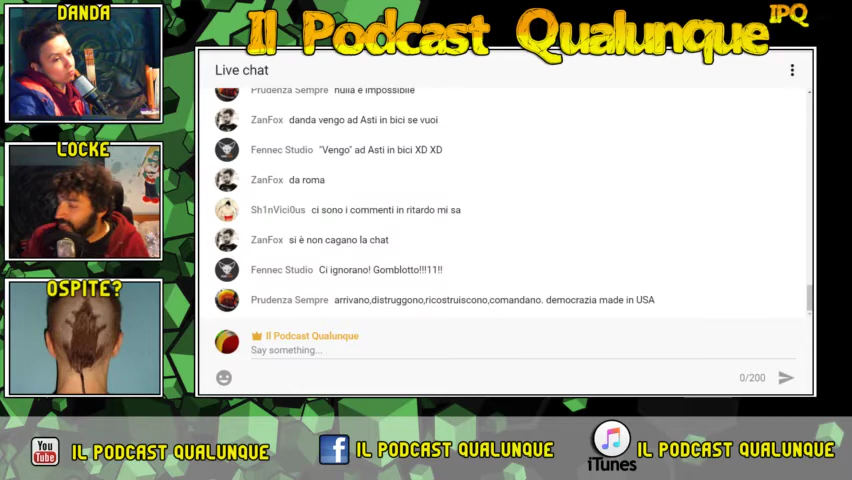 DANDA
Il Podcast Qualunque IPQ
Live chat
Prudenza Sempre nulla è impossibile
ZanFox danda vengo ad Asti in bici se vuoi
LOCKE
Fennec Studio "Vengo" ad Asti in bici XD XD
ZanFox da roma
Sh1nVici0us ci sono i commenti in ritardo mi sa
ZanFox si è non cagano la chat
Fennec Studio Ci ignorano! Gomblotto!!!11!!
OSPITE?
Prudenza Sempre arrivano,distruggono,ricostruiscono,comandano. democrazia made in USA
Il Podcast Qualunque
Say something...
0/200
You Tube IL PODCAST QUALUNQUE
f IL PODCAST QUALUNQUE
iTunes IL PODCAST QUALUNQUE